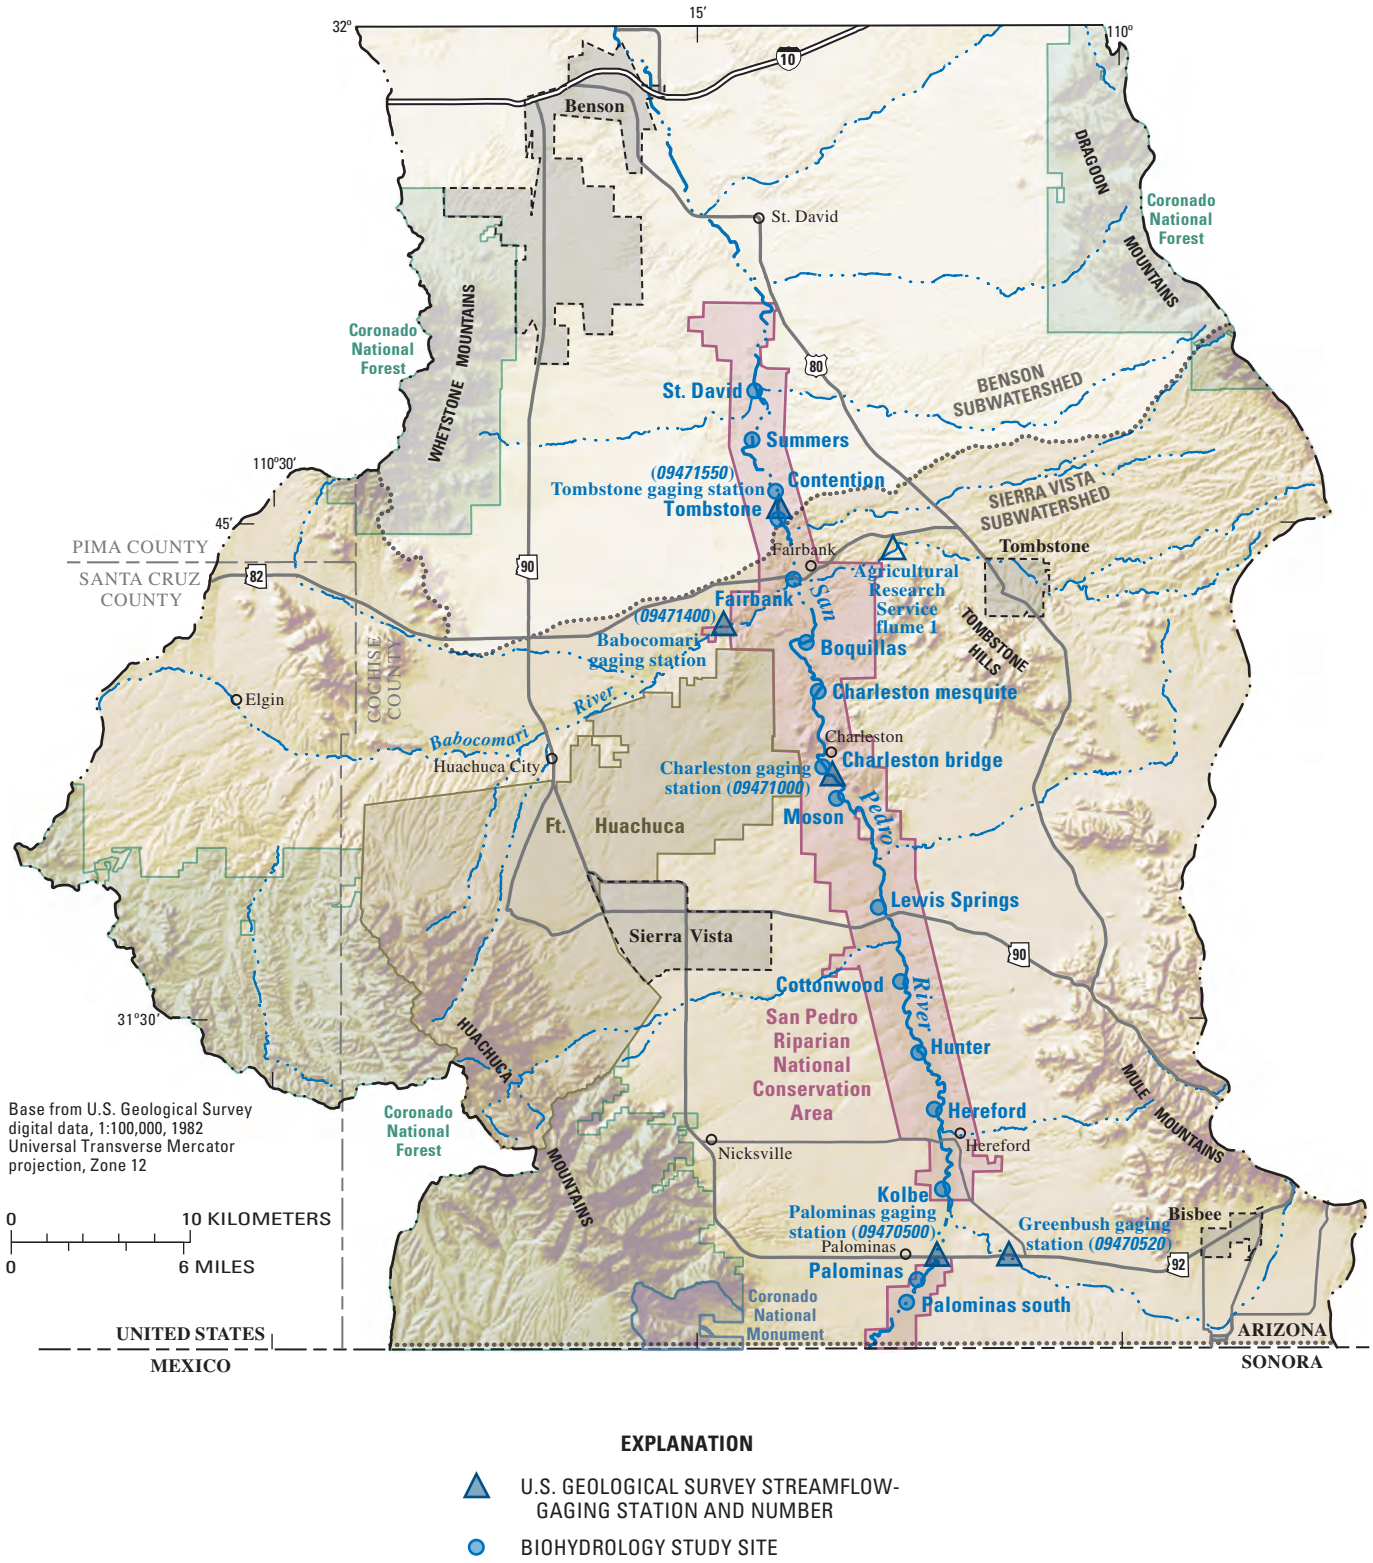 32°
15'
110°
10
Benson
DRAGOON
MOUNTAINS
Coronado
National
Forest
St. David
WHETSTONE MOUNTAINS
Coronado
National
Forest
80
BENSON
SUBWATERSHED
St. David
Summers
110°30'
(09471550)
Tombstone gaging station
Contention
Tombstone
SIERRA VISTA
SUBWATERSHED
45'
PIMA COUNTY
SANTA CRUZ
COUNTY
82
90
Fairbank
Tombstone
Agricultural
Research
Service
flume 1
Fairbank
(09471400)
Babocomari
gaging station
San
Pedro
River
TOMBSTONE
HILLS
COCHISE
COUNTY
Boquillas
Elgin
Charleston mesquite
Babocomari River
Huachuca City
Charleston
Charleston bridge
Charleston gaging
station (09471000)
Moson
Ft. Huachuca
Lewis Springs
Sierra Vista
90
Cottonwood
31°30'
San Pedro
Riparian
National
Conservation
Area
HUACHUCA
MOUNTAINS
Hunter
MULE MOUNTAINS
Base from U.S. Geological Survey
digital data, 1:100,000, 1982
Universal Transverse Mercator
projection, Zone 12
Coronado
National
Forest
Hereford
Hereford
Nicksville
Kolbe
0 10 KILOMETERS
0 6 MILES
Palominas gaging
station (09470500)
Palominas
Greenbush gaging
station (09470520)
Bisbee
92
Palominas
Palominas south
Coronado
National
Monument
UNITED STATES
MEXICO
ARIZONA
SONORA
EXPLANATION
U.S. GEOLOGICAL SURVEY STREAMFLOW-
GAGING STATION AND NUMBER
BIOHYDROLOGY STUDY SITE